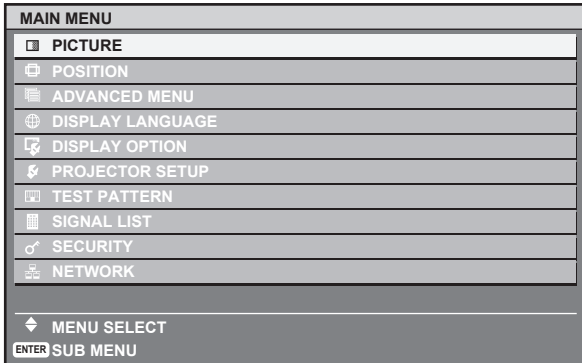 MAIN MENU
PICTURE
POSITION
ADVANCED MENU
DISPLAY LANGUAGE
DISPLAY OPTION
PROJECTOR SETUP
TEST PATTERN
SIGNAL LIST
SECURITY
NETWORK
MENU SELECT
ENTER SUB MENU